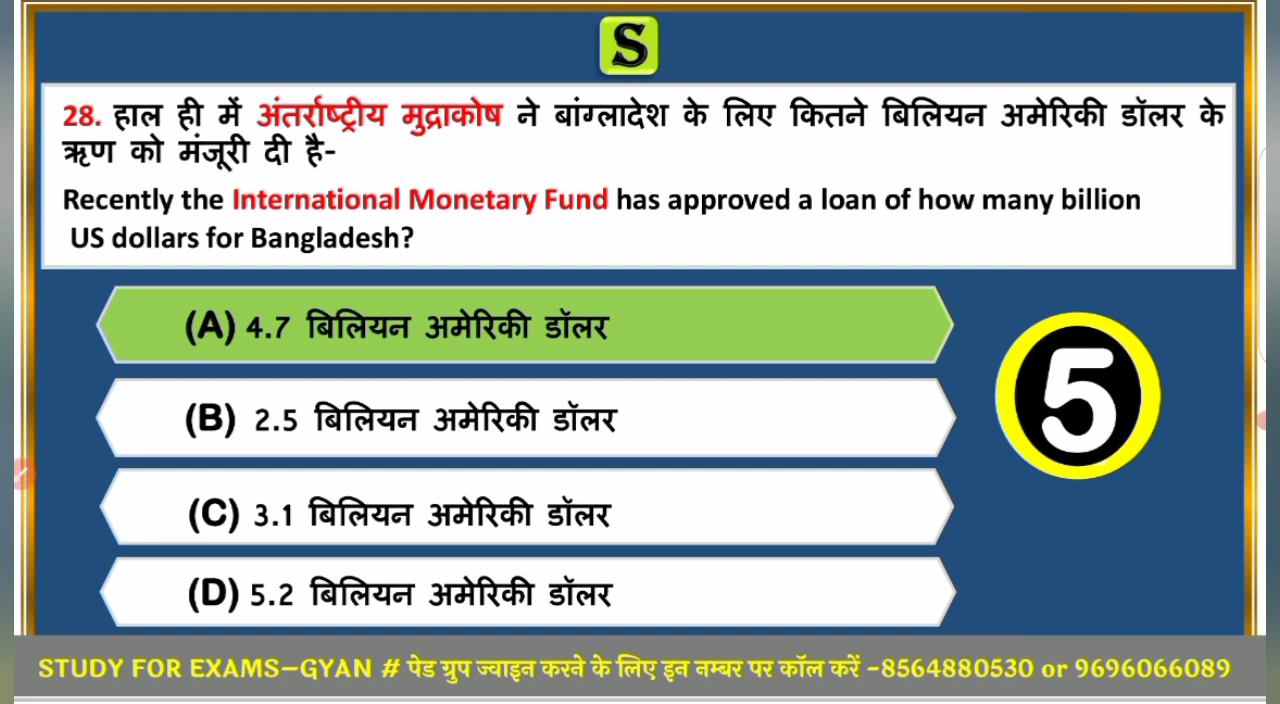 S
28. हाल ही में अंतर्राष्ट्रीय मुद्राकोष ने बांग्लादेश के लिए कितने बिलियन अमेरिकी डॉलर के
ऋण को मंजूरी दी है-
Recently the International Monetary Fund has approved a loan of how many billion
US dollars for Bangladesh?
(A) 4.7 बिलियन अमेरिकी डॉलर
(B) 2.5 बिलियन अमेरिकी डॉलर
(C) 3.1 बिलियन अमेरिकी डॉलर
(D) 5.2 बिलियन अमेरिकी डॉलर
5
STUDY FOR EXAMS-GYAN # पेड ग्रुप ज्वाइन करने के लिए इन नम्बर पर कॉल करें -8564880530 or 9696066089